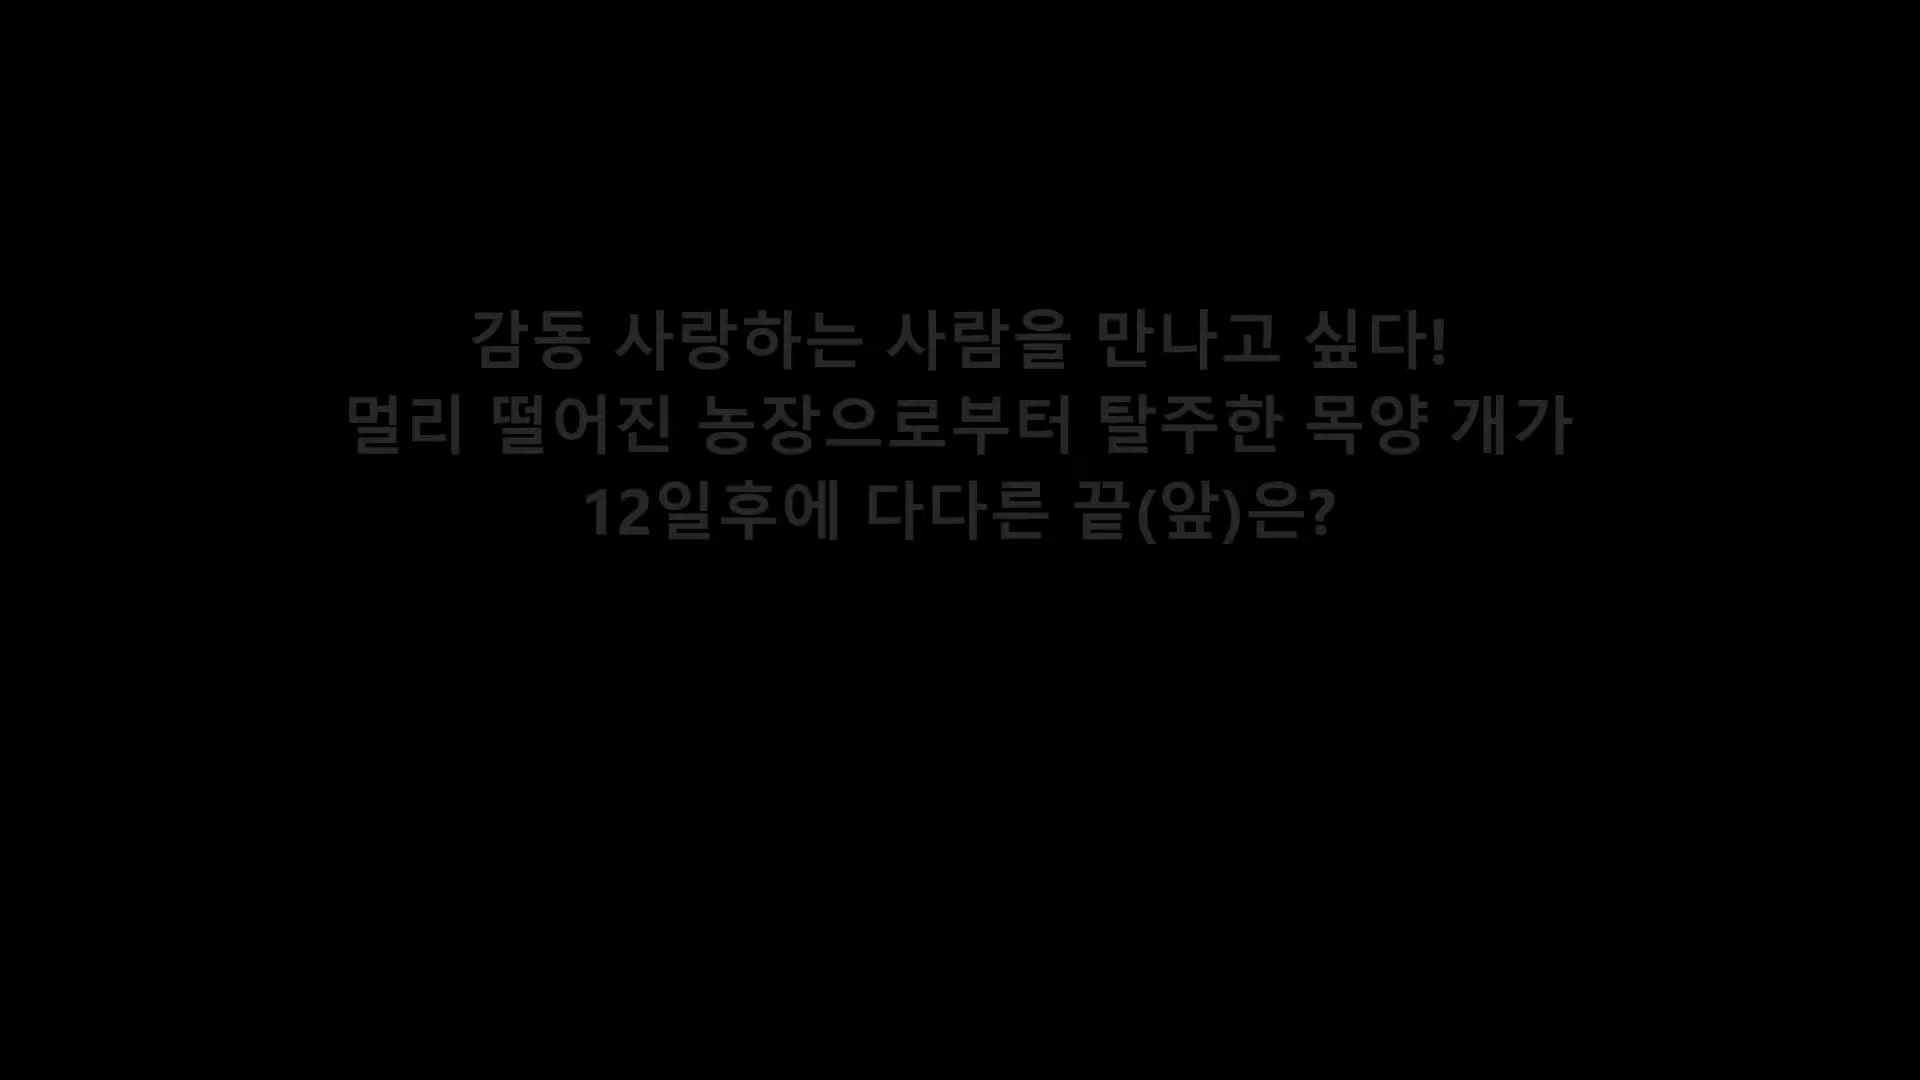 감동 사랑하는 사람을 만나고 싶다!
멀리 떨어진 농장으로부터 탈주한 목양 개가
12일후에 다다른 끝(앞)은?